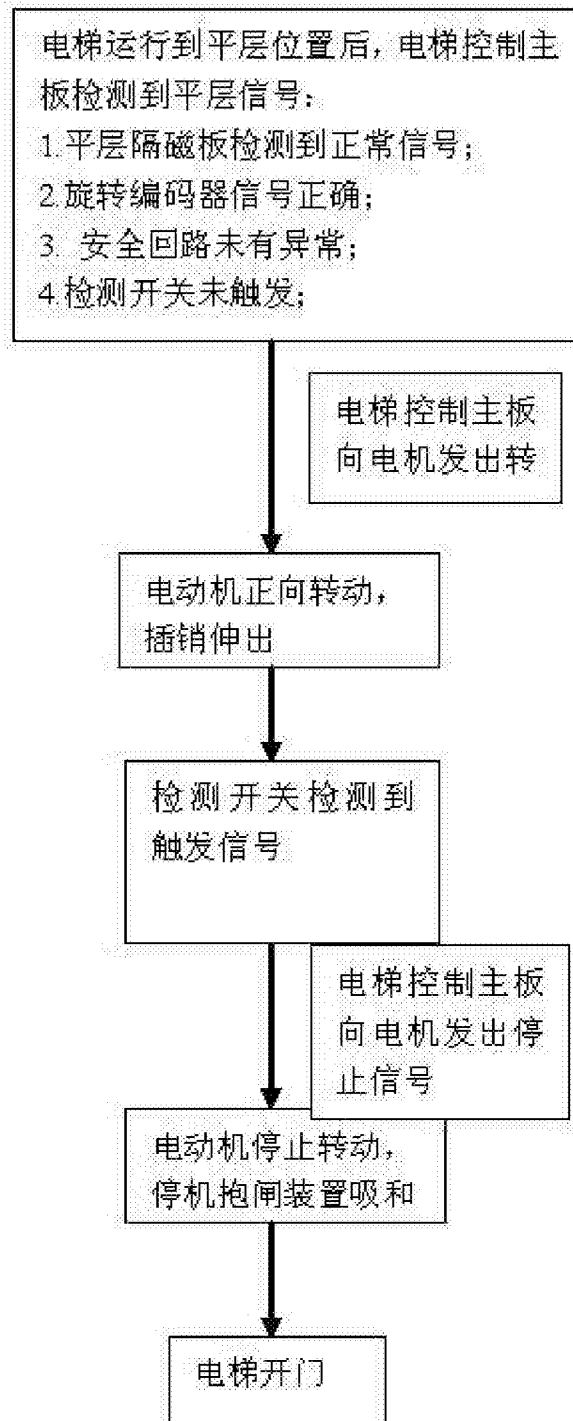 电梯运行到平层位置后，电梯控制主
板检测到平层信号：
1.平层隔磁板检测到正常信号；
2.旋转编码器信号正确；
3. 安全回路未有异常；
4.检测开关未触发；
电梯控制主板
向电机发出转
电动机正向转动，
插销伸出
检测开关检测到
触发信号
电梯控制主板
向电机发出停
止信号
电动机停止转动，
停机抱闸装置吸和
电梯开门